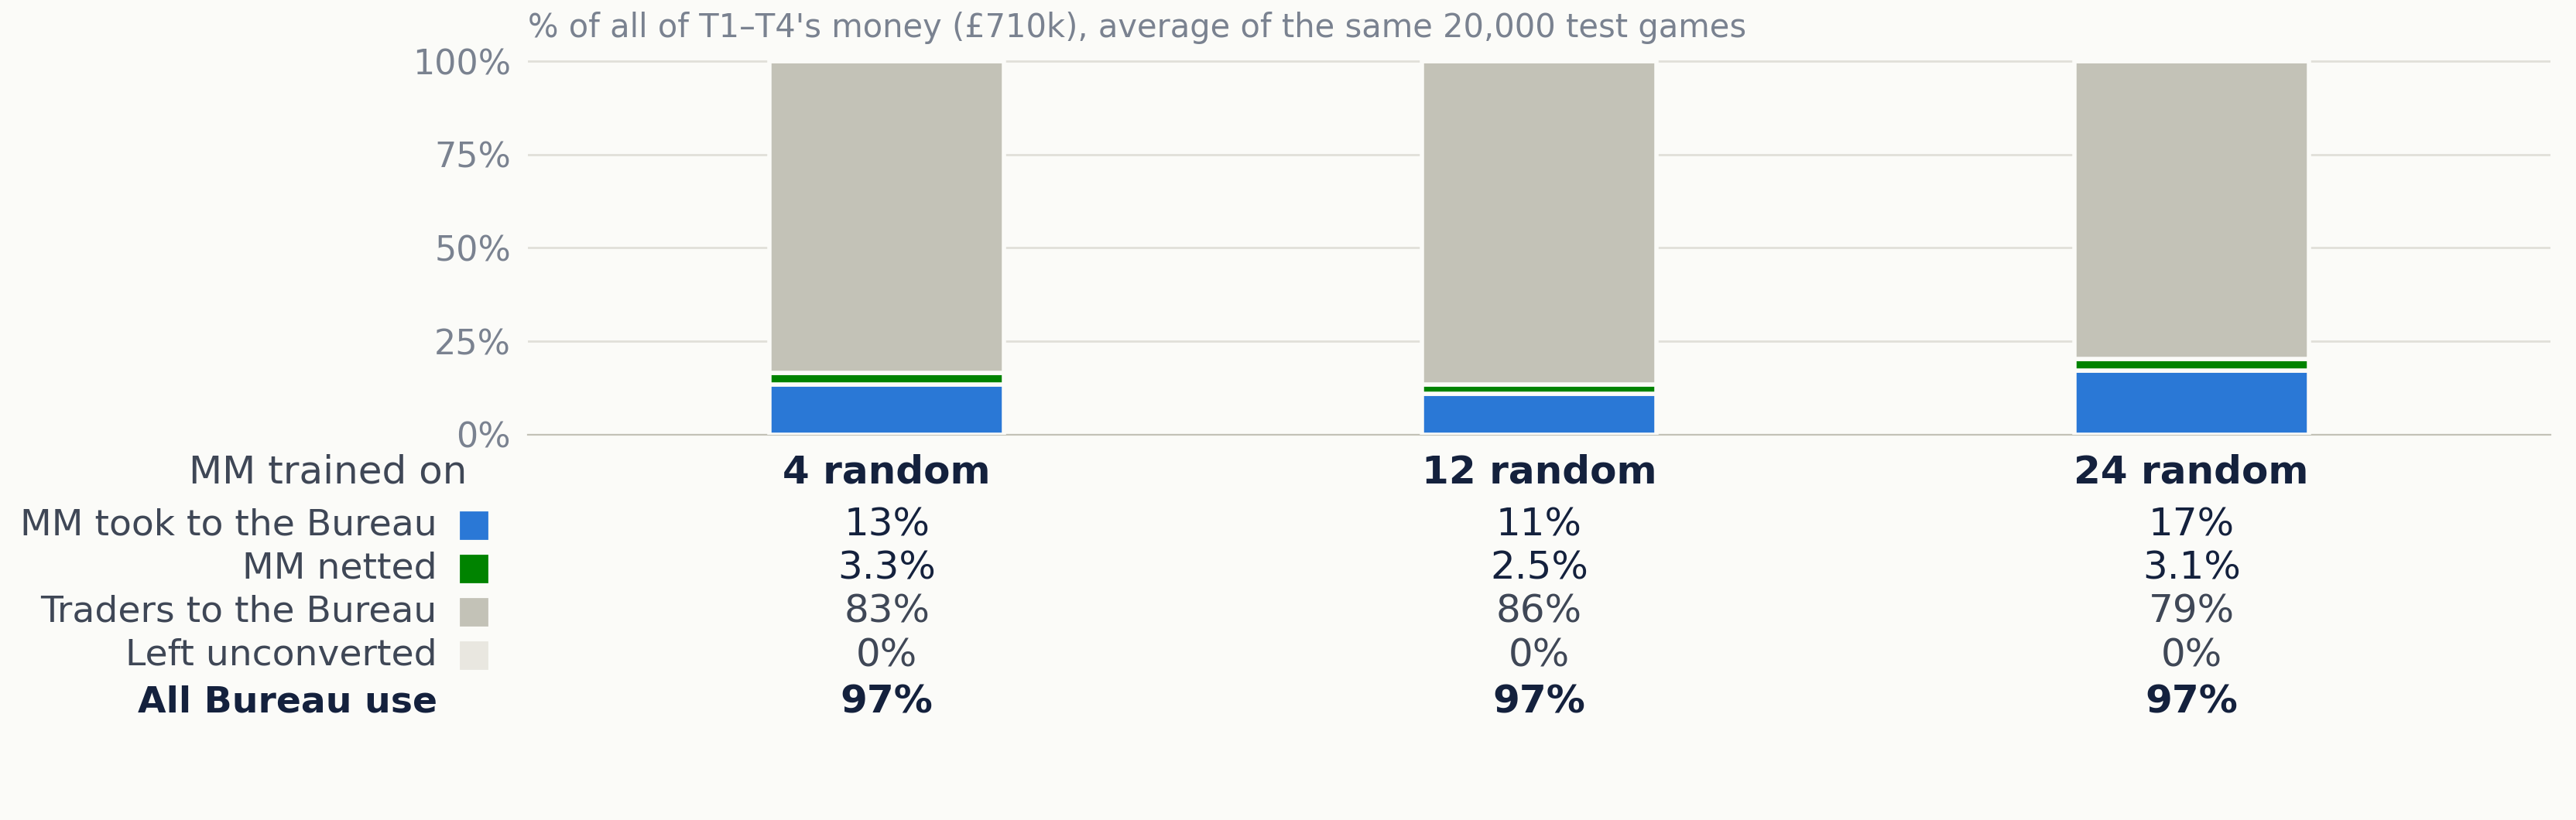 % of all of T1–T4's money (£710k), average of the same 20,000 test games
100%
75%
50%
25%
0%
MM trained on 4 random 12 random 24 random
MM took to the Bureau 13% 11% 17%
MM netted 3.3% 2.5% 3.1%
Traders to the Bureau 83% 86% 79%
Left unconverted 0% 0% 0%
All Bureau use 97% 97% 97%